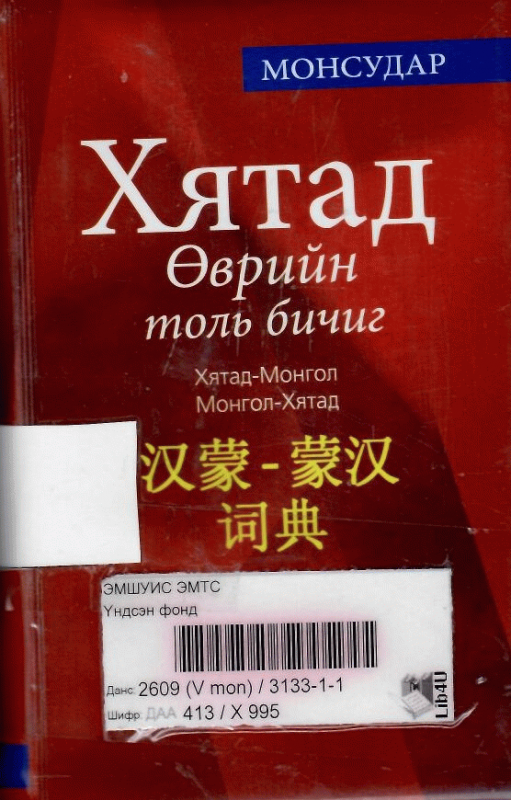 МОНСУДАР
Хятад
Өврийн
толь бичиг
Хятад-Монгол
Монгол-Хятад
汉蒙-蒙汉
词典
ЭМШУИС ЭМТС
Үндсэн фонд
Данс: 2609 (V mon) / 3133-1-1
Шифр: ДАА 413 / X 995
Lib4U